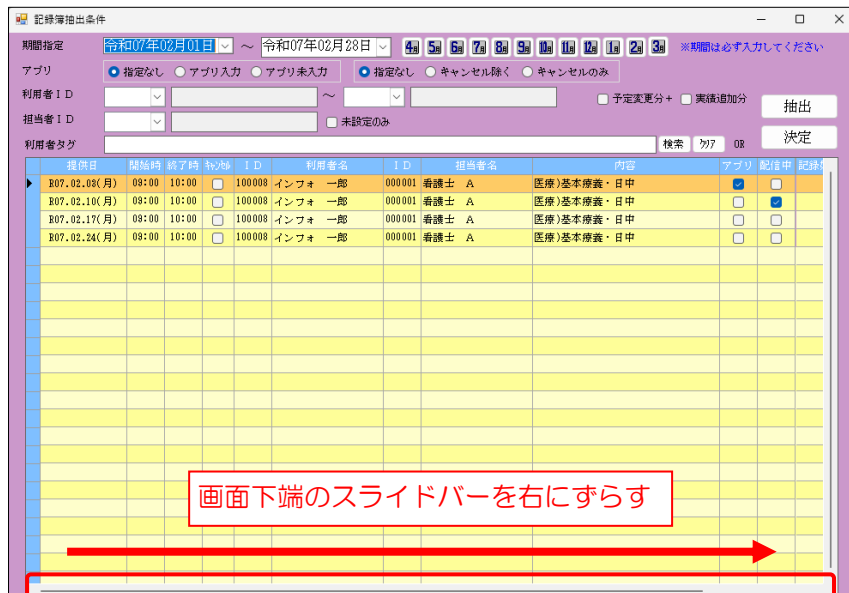 記録簿抽出条件
期間指定 令和07年02月01日 ～ 令和07年02月28日 4月 5月 6月 7月 8月 9月 10月 11月 12月 1月 2月 3月 ※期間は必ず入力してください
アプリ 指定なし アプリ入力 アプリ未入力 指定なし キャンセル除く キャンセルのみ
利用者ＩＤ ～ 予定変更分+ 実績追加分 抽出
担当者ＩＤ 未設定のみ
利用者タグ 検索 ｸﾘｱ OR 決定
提供日 開始時 終了時 ｷｬﾝｾﾙ ＩＤ 利用者名 ＩＤ 担当者名 内容 アプリ 配信中
R07.02.03(月) 09:00 10:00 100008 インフォ 一郎 000001 看護士 A 医療)基本療養・日中
R07.02.10(月) 09:00 10:00 100008 インフォ 一郎 000001 看護士 A 医療)基本療養・日中
R07.02.17(月) 09:00 10:00 100008 インフォ 一郎 000001 看護士 A 医療)基本療養・日中
R07.02.24(月) 09:00 10:00 100008 インフォ 一郎 000001 看護士 A 医療)基本療養・日中
画面下端のスライドバーを右にずらす